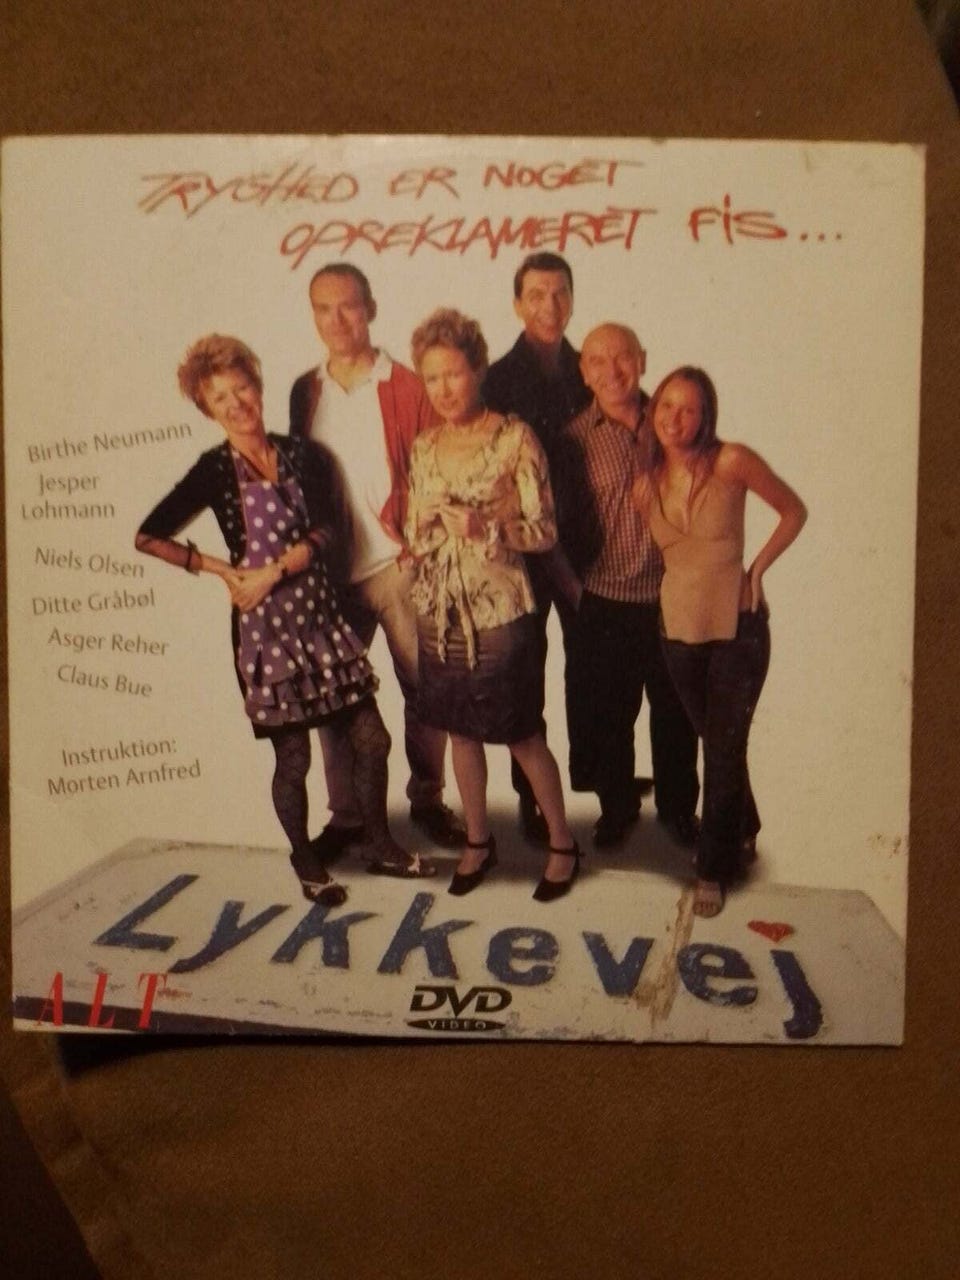 TRYGHED ER NOGET
OPREKLAMERET FIS...
Birthe Neumann
Jesper
Lohmann
Niels Olsen
Ditte Gråbøl
Asger Reher
Claus Bue
Instruktion:
Morten Arnfred
Lykkevej
ALT
DVD
VIDEO